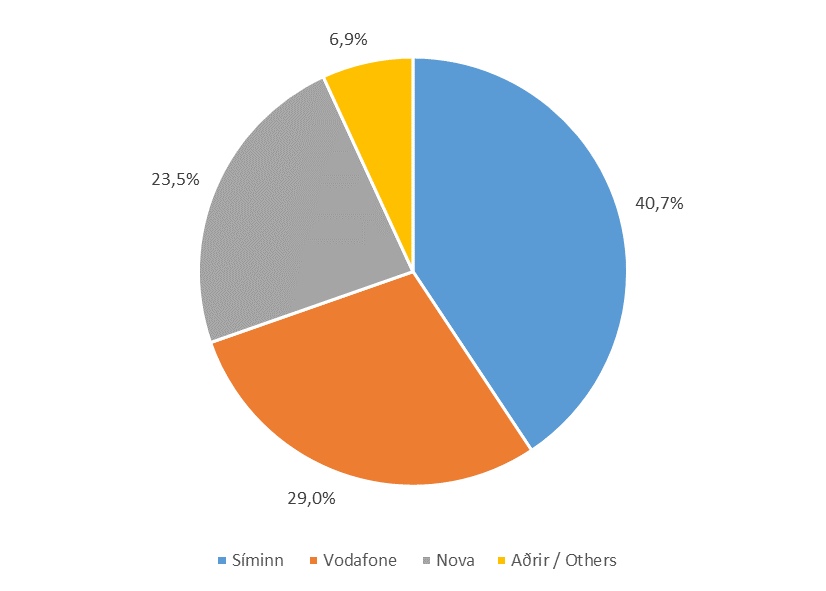 6,9%
23,5%
40,7%
29,0%
Síminn Vodafone Nova Aðrir / Others